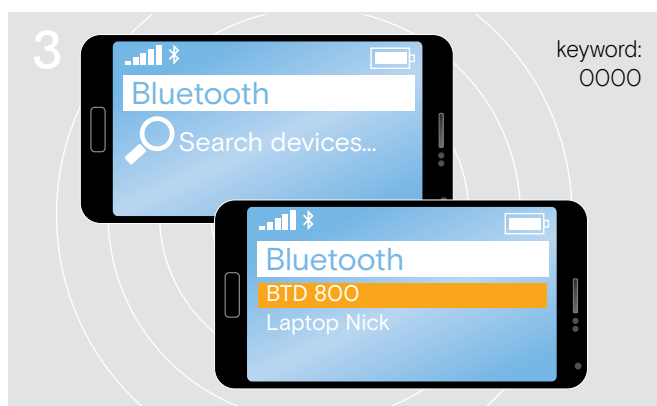 3
keyword:
0000
Bluetooth
Search devices...
Bluetooth
BTD 800
Laptop Nick